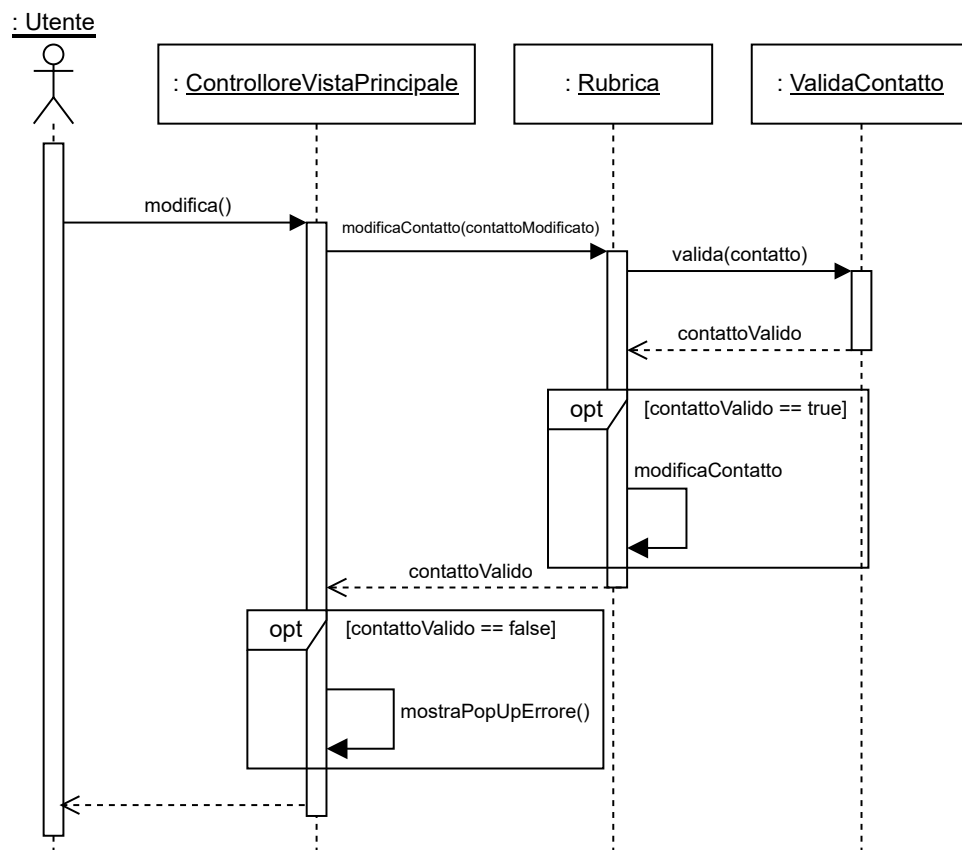 : Utente
: ControlloreVistaPrincipale
: Rubrica
: ValidaContatto
modifica()
modificaContatto(contattoModificato)
valida(contatto)
contattoValido
opt
[contattoValido == true]
modificaContatto
contattoValido
opt
[contattoValido == false]
mostraPopUpErrore()